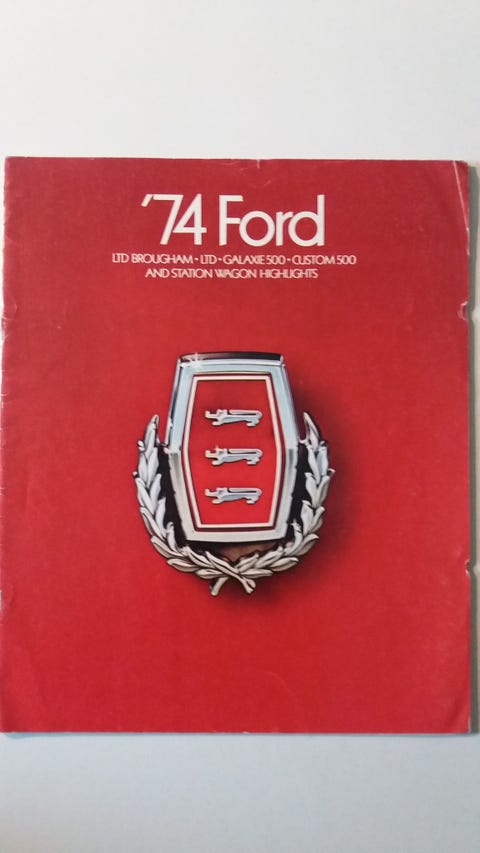 '74 Ford
LTD BROUGHAM • LTD • GALAXIE 500 • CUSTOM 500
AND STATION WAGON HIGHLIGHTS